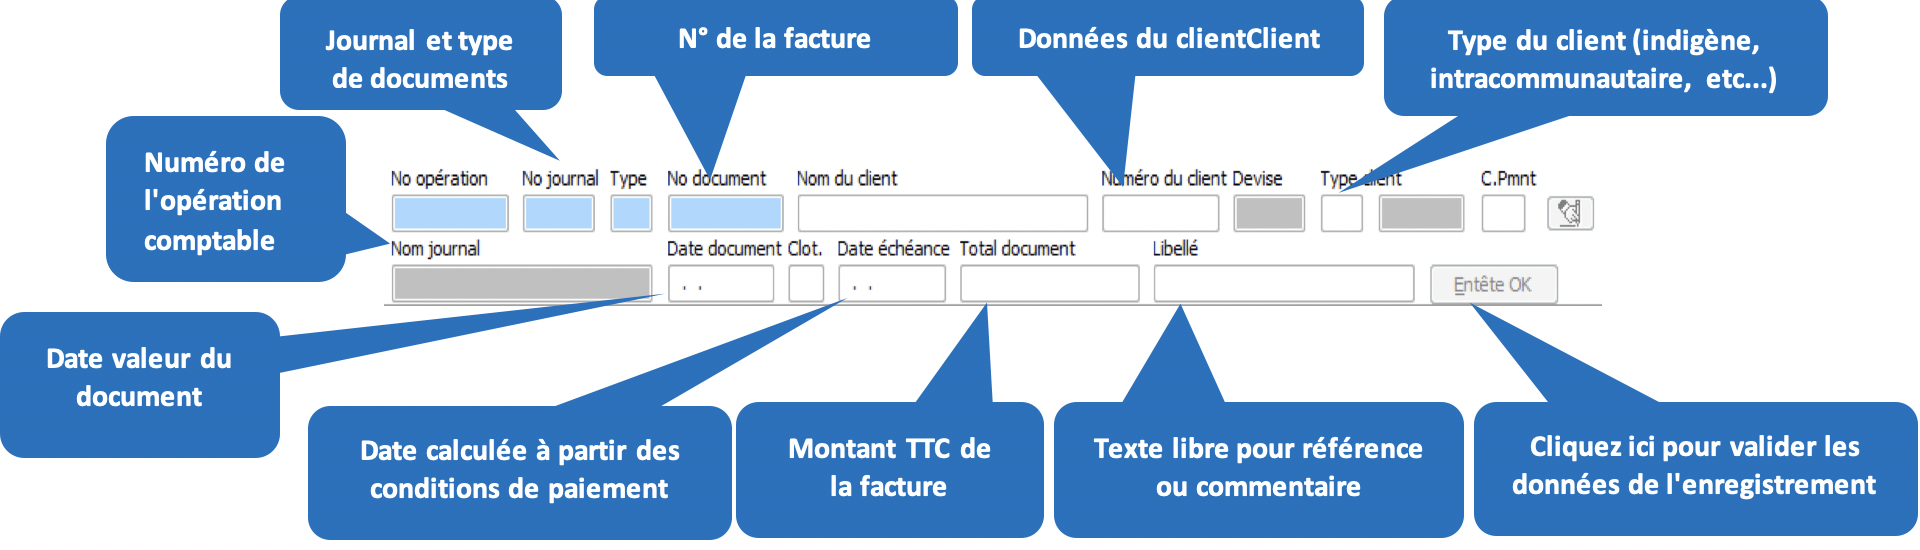 Journal et type
de documents
N° de la facture
Données du clientClient
Type du client (indigène,
intracommunautaire, etc...)
Numéro de
l'opération
comptable
No opération No journal Type No document Nom du client Numéro du client Devise Type client C.Pmnt
Nom journal Date document Clot. Date échéance Total document Libellé
. . . . Entête OK
Date valeur du
document
Date calculée à partir des
conditions de paiement
Montant TTC de
la facture
Texte libre pour référence
ou commentaire
Cliquez ici pour valider les
données de l'enregistrement